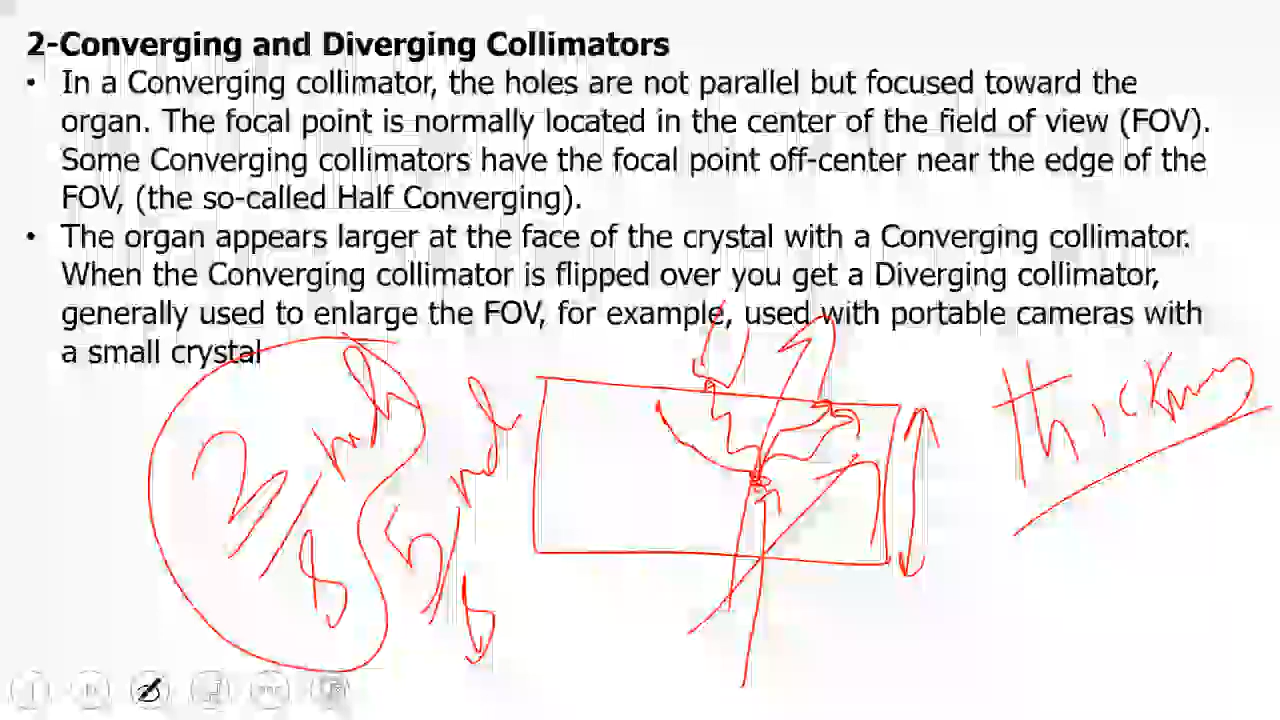 2-Converging and Diverging Collimators
• In a Converging collimator, the holes are not parallel but focused toward the
organ. The focal point is normally located in the center of the field of view (FOV).
Some Converging collimators have the focal point off-center near the edge of the
FOV, (the so-called Half Converging).
• The organ appears larger at the face of the crystal with a Converging collimator.
When the Converging collimator is flipped over you get a Diverging collimator,
generally used to enlarge the FOV, for example, used with portable cameras with
a small crystal
3/8
thickness